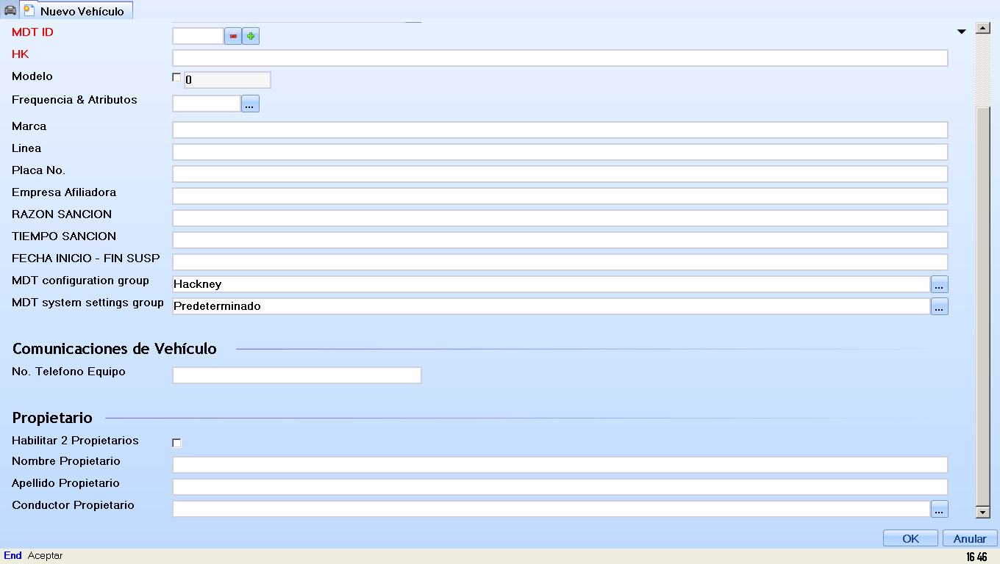 Nuevo Vehículo
MDT ID
HK
Modelo 0
Frequencia & Atributos ...
Marca
Linea
Placa No.
Empresa Afiliadora
RAZON SANCION
TIEMPO SANCION
FECHA INICIO - FIN SUSP
MDT configuration group Hackney ...
MDT system settings group Predeterminado ...
Comunicaciones de Vehículo
No. Telefono Equipo
Propietario
Habilitar 2 Propietarios
Nombre Propietario
Apellido Propietario
Conductor Propietario ...
OK Anular
End Aceptar 16 46